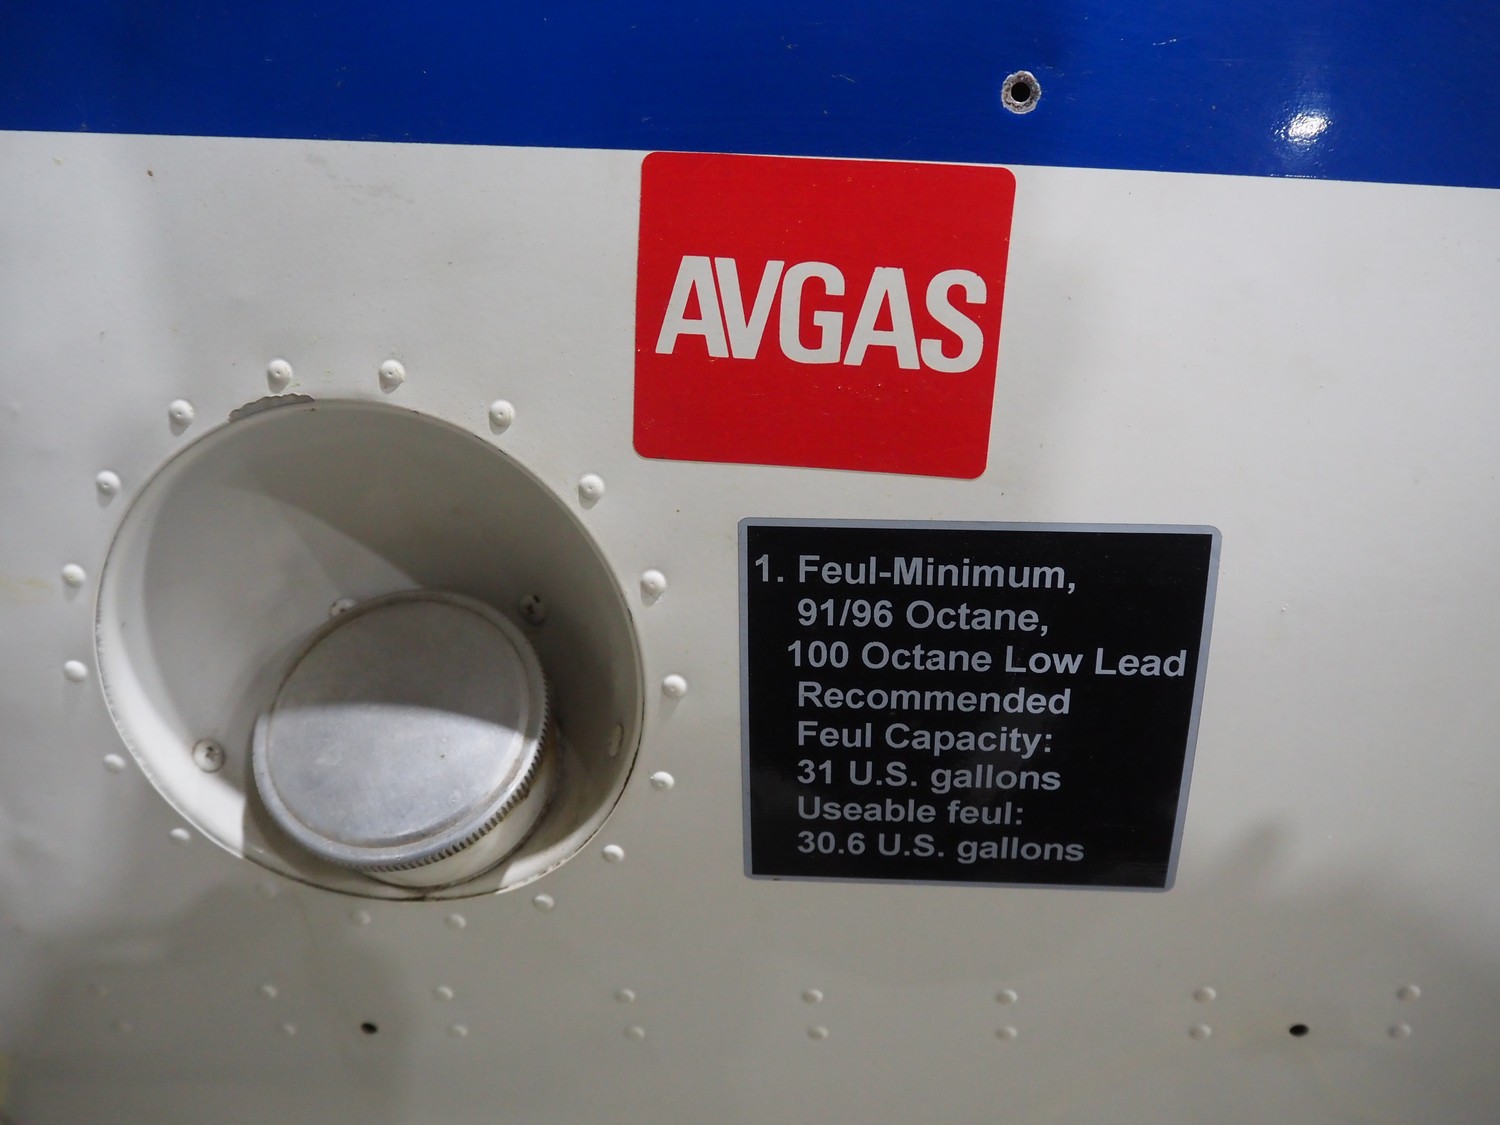 AVGAS
1. Feul-Minimum,
91/96 Octane,
100 Octane Low Lead
Recommended
Feul Capacity:
31 U.S. gallons
Useable feul:
30.6 U.S. gallons